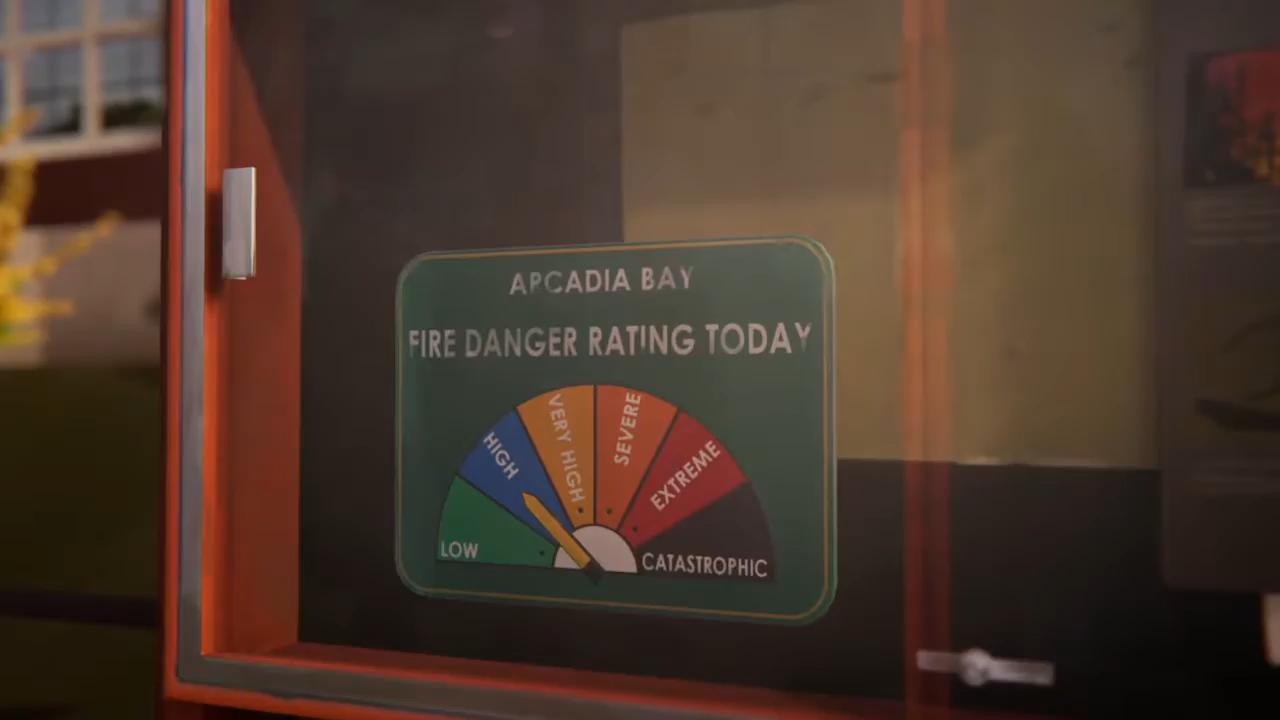 ARCADIA BAY
FIRE DANGER RATING TODAY
LOW
HIGH
VERY HIGH
SEVERE
EXTREME
CATASTROPHIC